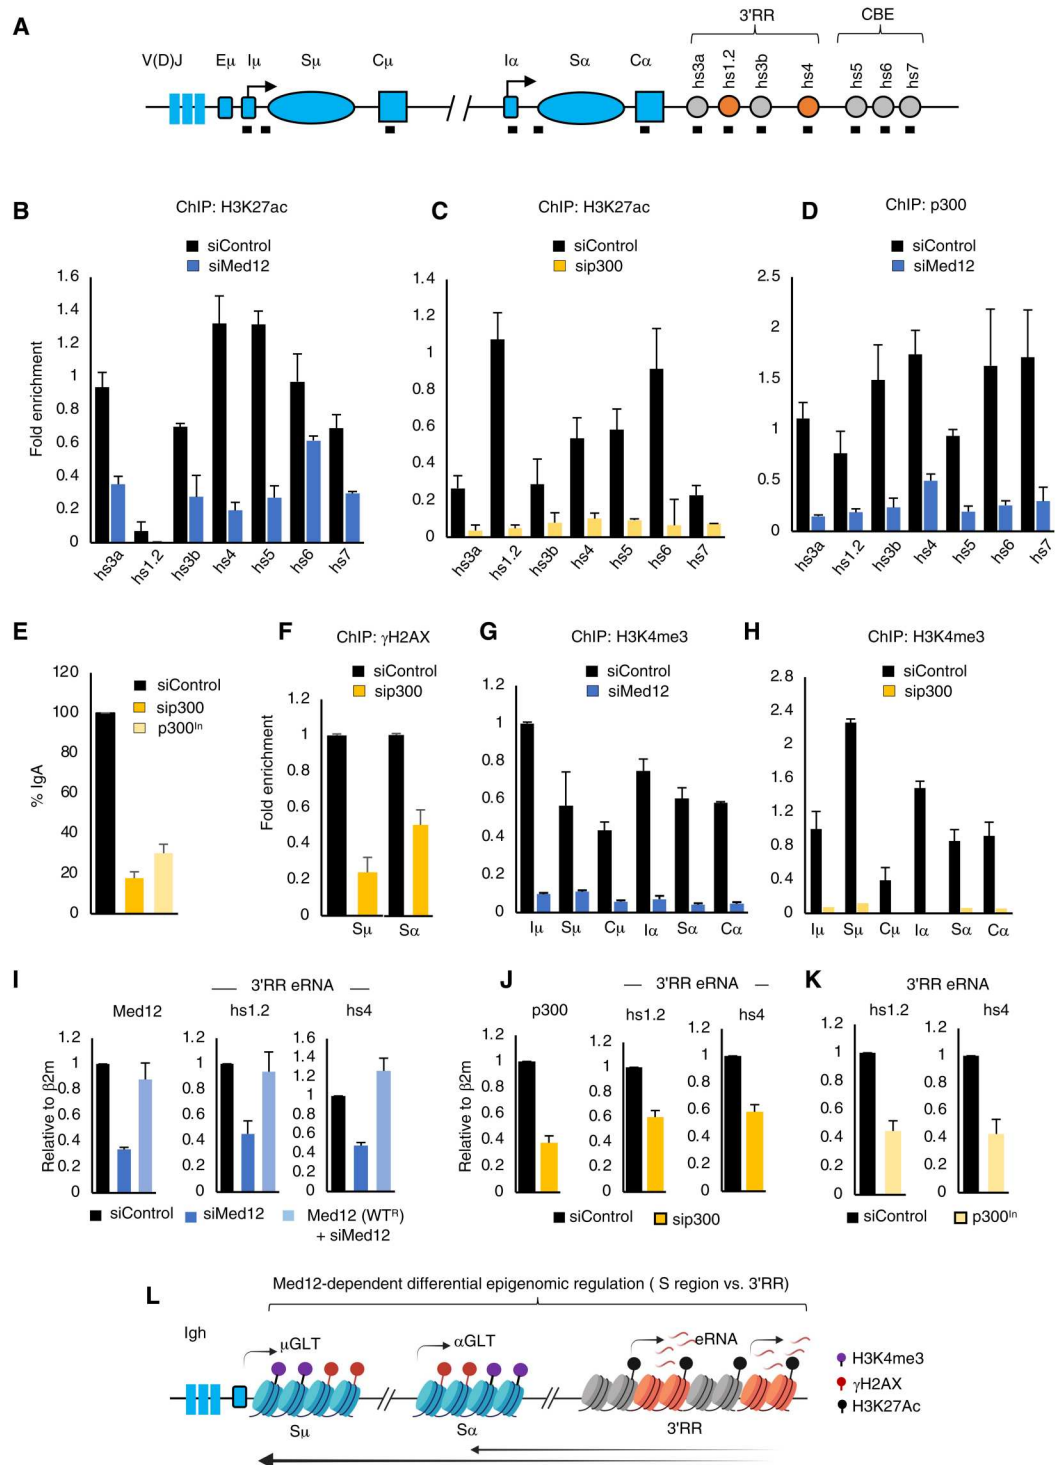 A
3'RR
CBE
V(D)J
Eμ
Iμ
Sμ
Cμ
Iα
Sα
Cα
hs3a
hs1.2
hs3b
hs4
hs5
hs6
hs7
B
ChIP: H3K27ac
siControl
siMed12
Fold enrichment
1.6
1.4
1.2
1
0.8
0.6
0.4
0.2
0
hs3a
hs1.2
hs3b
hs4
hs5
hs6
hs7
C
ChIP: H3K27ac
siControl
sip300
1.4
1.2
1
0.8
0.6
0.4
0.2
0
hs3a
hs1.2
hs3b
hs4
hs5
hs6
hs7
D
ChIP: p300
siControl
siMed12
2.5
2
1.5
1
0.5
0
hs3a
hs1.2
hs3b
hs4
hs5
hs6
hs7
E
siControl
sip300
p300ᴵⁿ
% IgA
120
100
80
60
40
20
0
F
ChIP: γH2AX
siControl
sip300
Fold enrichment
1.2
1
0.8
0.6
0.4
0.2
0
Sμ
Sα
G
ChIP: H3K4me3
siControl
siMed12
1.2
1
0.8
0.6
0.4
0.2
0
Iμ
Sμ
Cμ
Iα
Sα
Cα
H
ChIP: H3K4me3
siControl
sip300
2.8
2.4
2
1.6
1.2
0.8
0.4
0
Iμ
Sμ
Cμ
Iα
Sα
Cα
I
3'RR eRNA
Med12
hs1.2
hs4
Relative to β2m
1.2
1
0.8
0.6
0.4
0.2
0
1.2
1
0.8
0.6
0.4
0.2
0
1.6
1.4
1.2
1
0.8
0.6
0.4
0.2
0
siControl
siMed12
Med12 (WTᴿ)
+ siMed12
J
3'RR eRNA
p300
hs1.2
hs4
Relative to β2m
1.2
1
0.8
0.6
0.4
0.2
0
1.2
1
0.8
0.6
0.4
0.2
0
1.2
1
0.8
0.6
0.4
0.2
0
siControl
sip300
K
3'RR eRNA
hs1.2
hs4
1.2
1
0.8
0.6
0.4
0.2
0
1.2
1
0.8
0.6
0.4
0.2
0
siControl
p300ᴵⁿ
L
Med12-dependent differential epigenomic regulation ( S region vs. 3'RR)
Igh
μGLT
αGLT
eRNA
H3K4me3
γH2AX
H3K27Ac
Sμ
Sα
3'RR